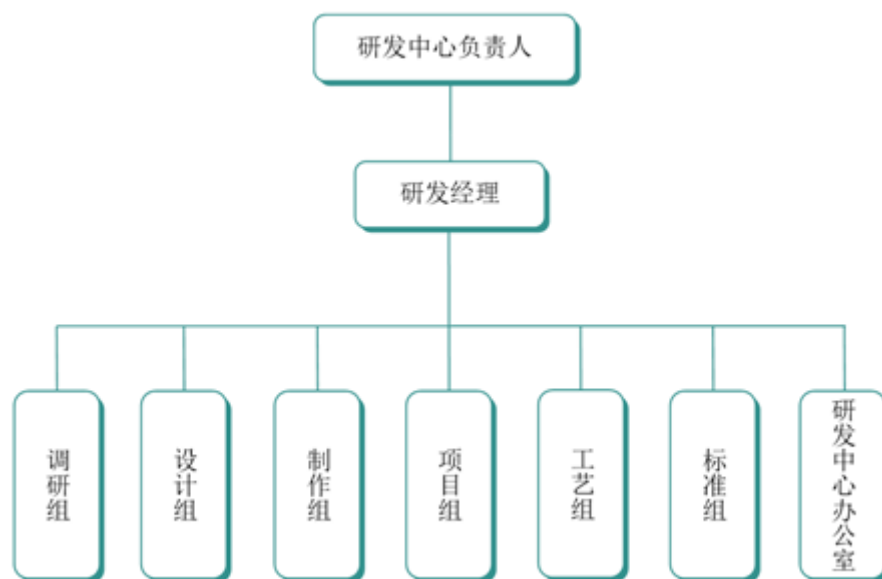 研发中心负责人
研发经理
调研组
设计组
制作组
项目组
工艺组
标准组
研发中心办公室